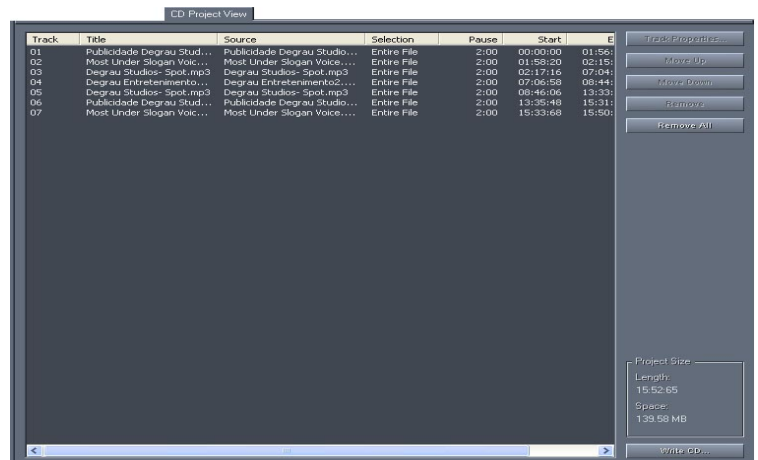 CD Project View
Track Title Source Selection Pause Start E
01 Publicidade Degrau Stud... Publicidade Degrau Studio... Entire File 2:00 00:00:00 01:56:
02 Most Under Slogan Voic... Most Under Slogan Voice.... Entire File 2:00 01:58:20 02:15:
03 Degrau Studios- Spot.mp3 Degrau Studios- Spot.mp3 Entire File 2:00 02:17:16 07:04:
04 Degrau Entretenimento... Degrau Entretenimento2.... Entire File 2:00 07:06:58 08:44:
05 Degrau Studios- Spot.mp3 Degrau Studios- Spot.mp3 Entire File 2:00 08:46:06 13:33:
06 Publicidade Degrau Stud... Publicidade Degrau Studio... Entire File 2:00 13:35:48 15:31:
07 Most Under Slogan Voic... Most Under Slogan Voice.... Entire File 2:00 15:33:68 15:50:
Track Properties...
Move Up
Move Down
Remove
Remove All
Project Size
Length:
15:52:65
Space:
139.58 MB
Write CD...